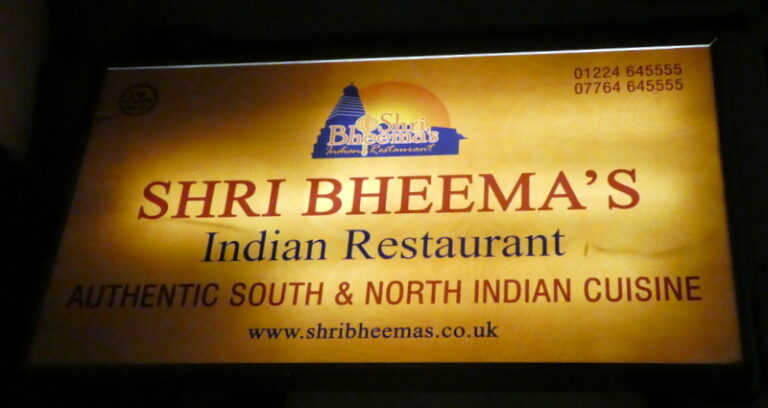 01224 645555
07764 645555
Shri
Bheema's
Indian Restaurant
SHRI BHEEMA'S
Indian Restaurant
AUTHENTIC SOUTH & NORTH INDIAN CUISINE
www.shribheemas.co.uk